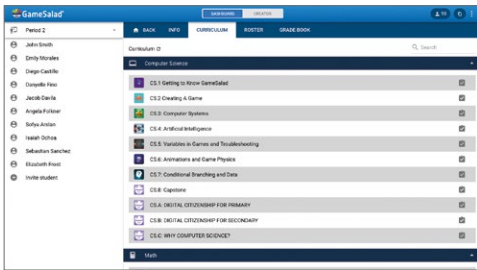 GameSalad
DASHBOARD
CREATOR
Period 2
BACK
INFO
CURRICULUM
ROSTER
GRADE BOOK
John Smith
Emily Morales
Diego Castillo
Danyelle Fino
Jacob Davila
Angela Folkner
Sofya Arslan
Isaiah Ochoa
Sebastian Sanchez
Elizabeth Frost
Invite student
Curriculum
Search
Computer Science
CS.1 Getting to Know GameSalad
CS.2 Creating A Game
CS.3: Computer Systems
CS.4: Artificial Intelligence
CS.5: Variables in Games and Troubleshooting
CS.6: Animations and Game Physics
CS.7: Conditional Branching and Data
CS.8: Capstone
CS.A: DIGITAL CITIZENSHIP FOR PRIMARY
CS.B: DIGITAL CITIZENSHIP FOR SECONDARY
CS.C: WHY COMPUTER SCIENCE?
Math